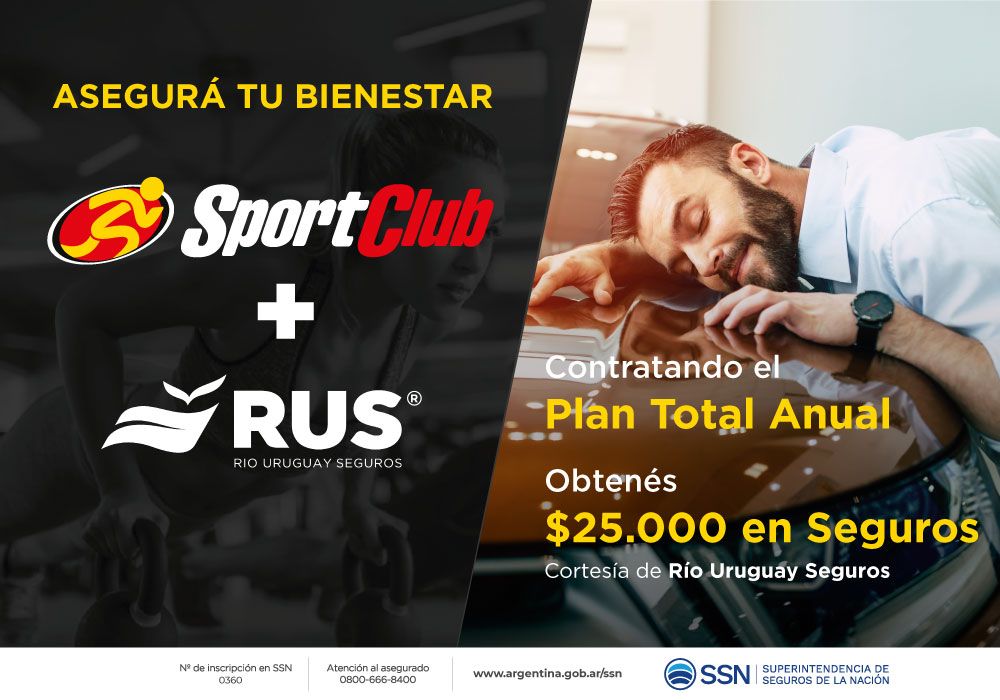 ASEGURÁ TU BIENESTAR
SportClub
+
RUS®
RIO URUGUAY SEGUROS
Contratando el
Plan Total Anual
Obtenés
$25.000 en Seguros
Cortesía de Río Uruguay Seguros
Nº de inscripción en SSN
0360
Atención al asegurado
0800-666-8400
www.argentina.gob.ar/ssn
SSN
SUPERINTENDENCIA DE
SEGUROS DE LA NACIÓN